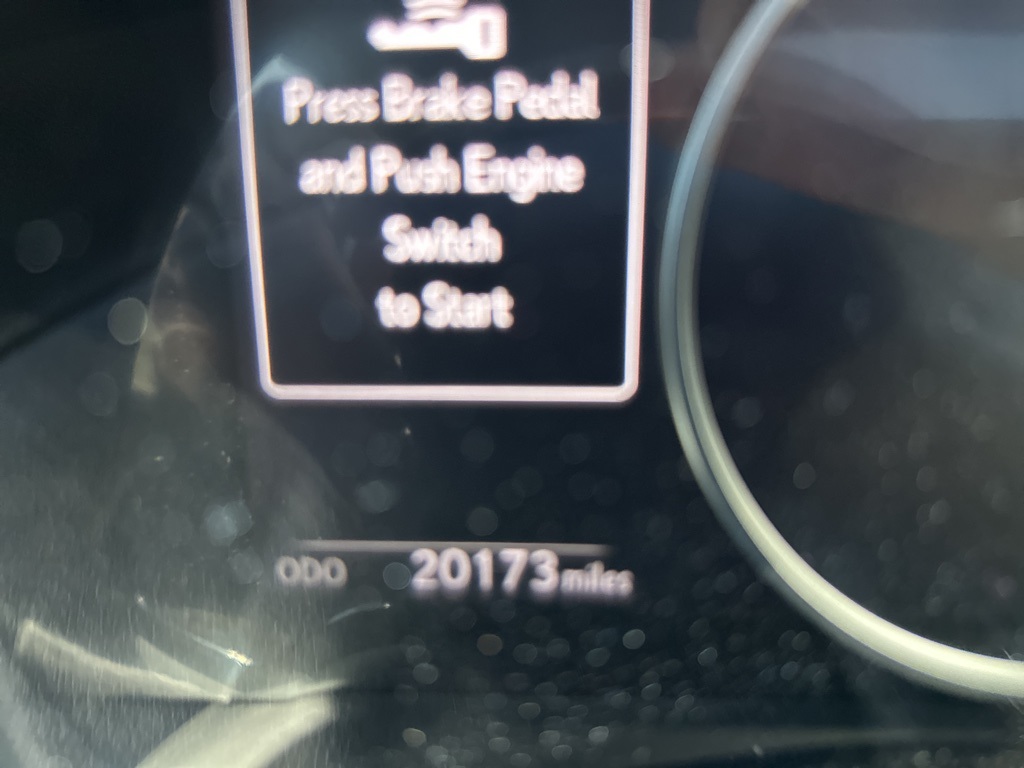 Press Brake Pedal
and Push Engine
Switch
to Start
ODO 20173 miles